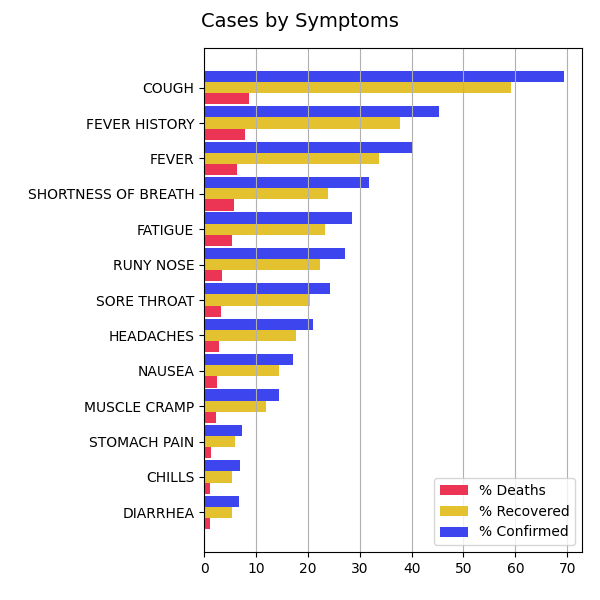 Cases by Symptoms
COUGH
FEVER HISTORY
FEVER
SHORTNESS OF BREATH
FATIGUE
RUNY NOSE
SORE THROAT
HEADACHES
NAUSEA
MUSCLE CRAMP
STOMACH PAIN
CHILLS
DIARRHEA
% Deaths
% Recovered
% Confirmed
0 10 20 30 40 50 60 70